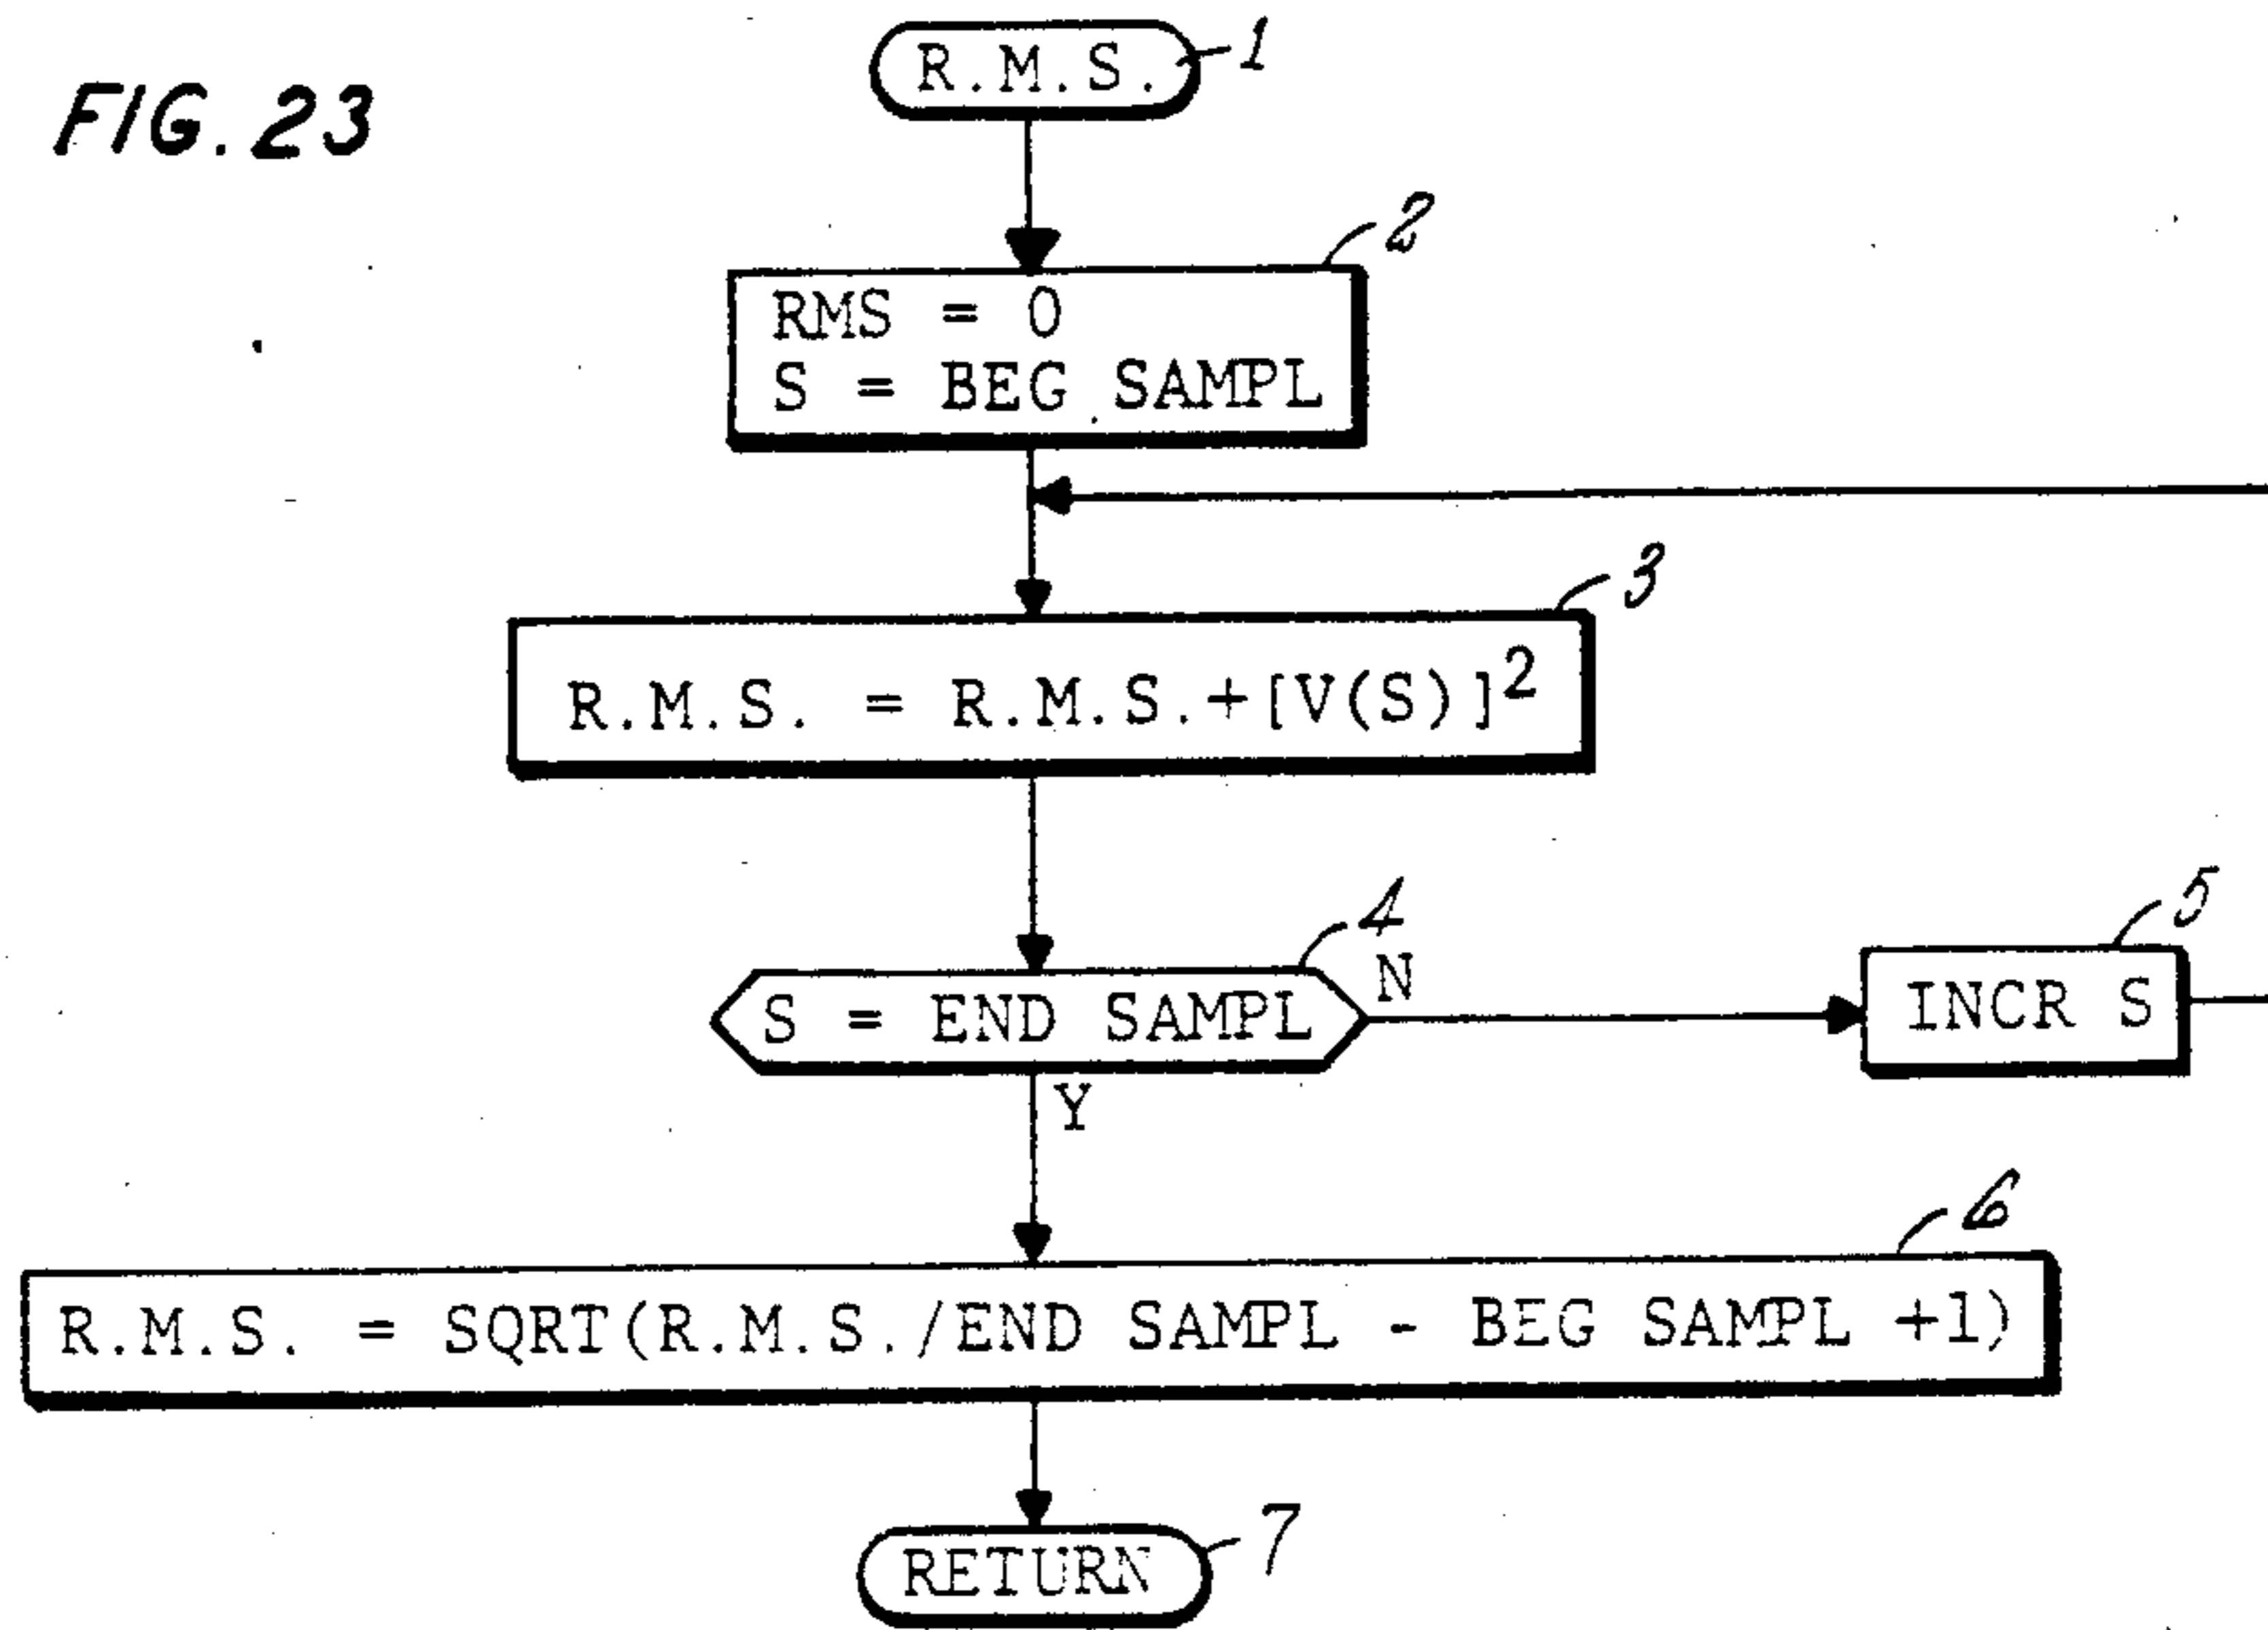 FIG. 23
R.M.S. 1
2
RMS = 0
S = BEG SAMPL
3
R.M.S. = R.M.S.+[V(S)]²
4
S = END SAMPL
N
5
INCR S
Y
6
R.M.S. = SQRT(R.M.S./END SAMPL - BEG SAMPL +1)
RETURN 7